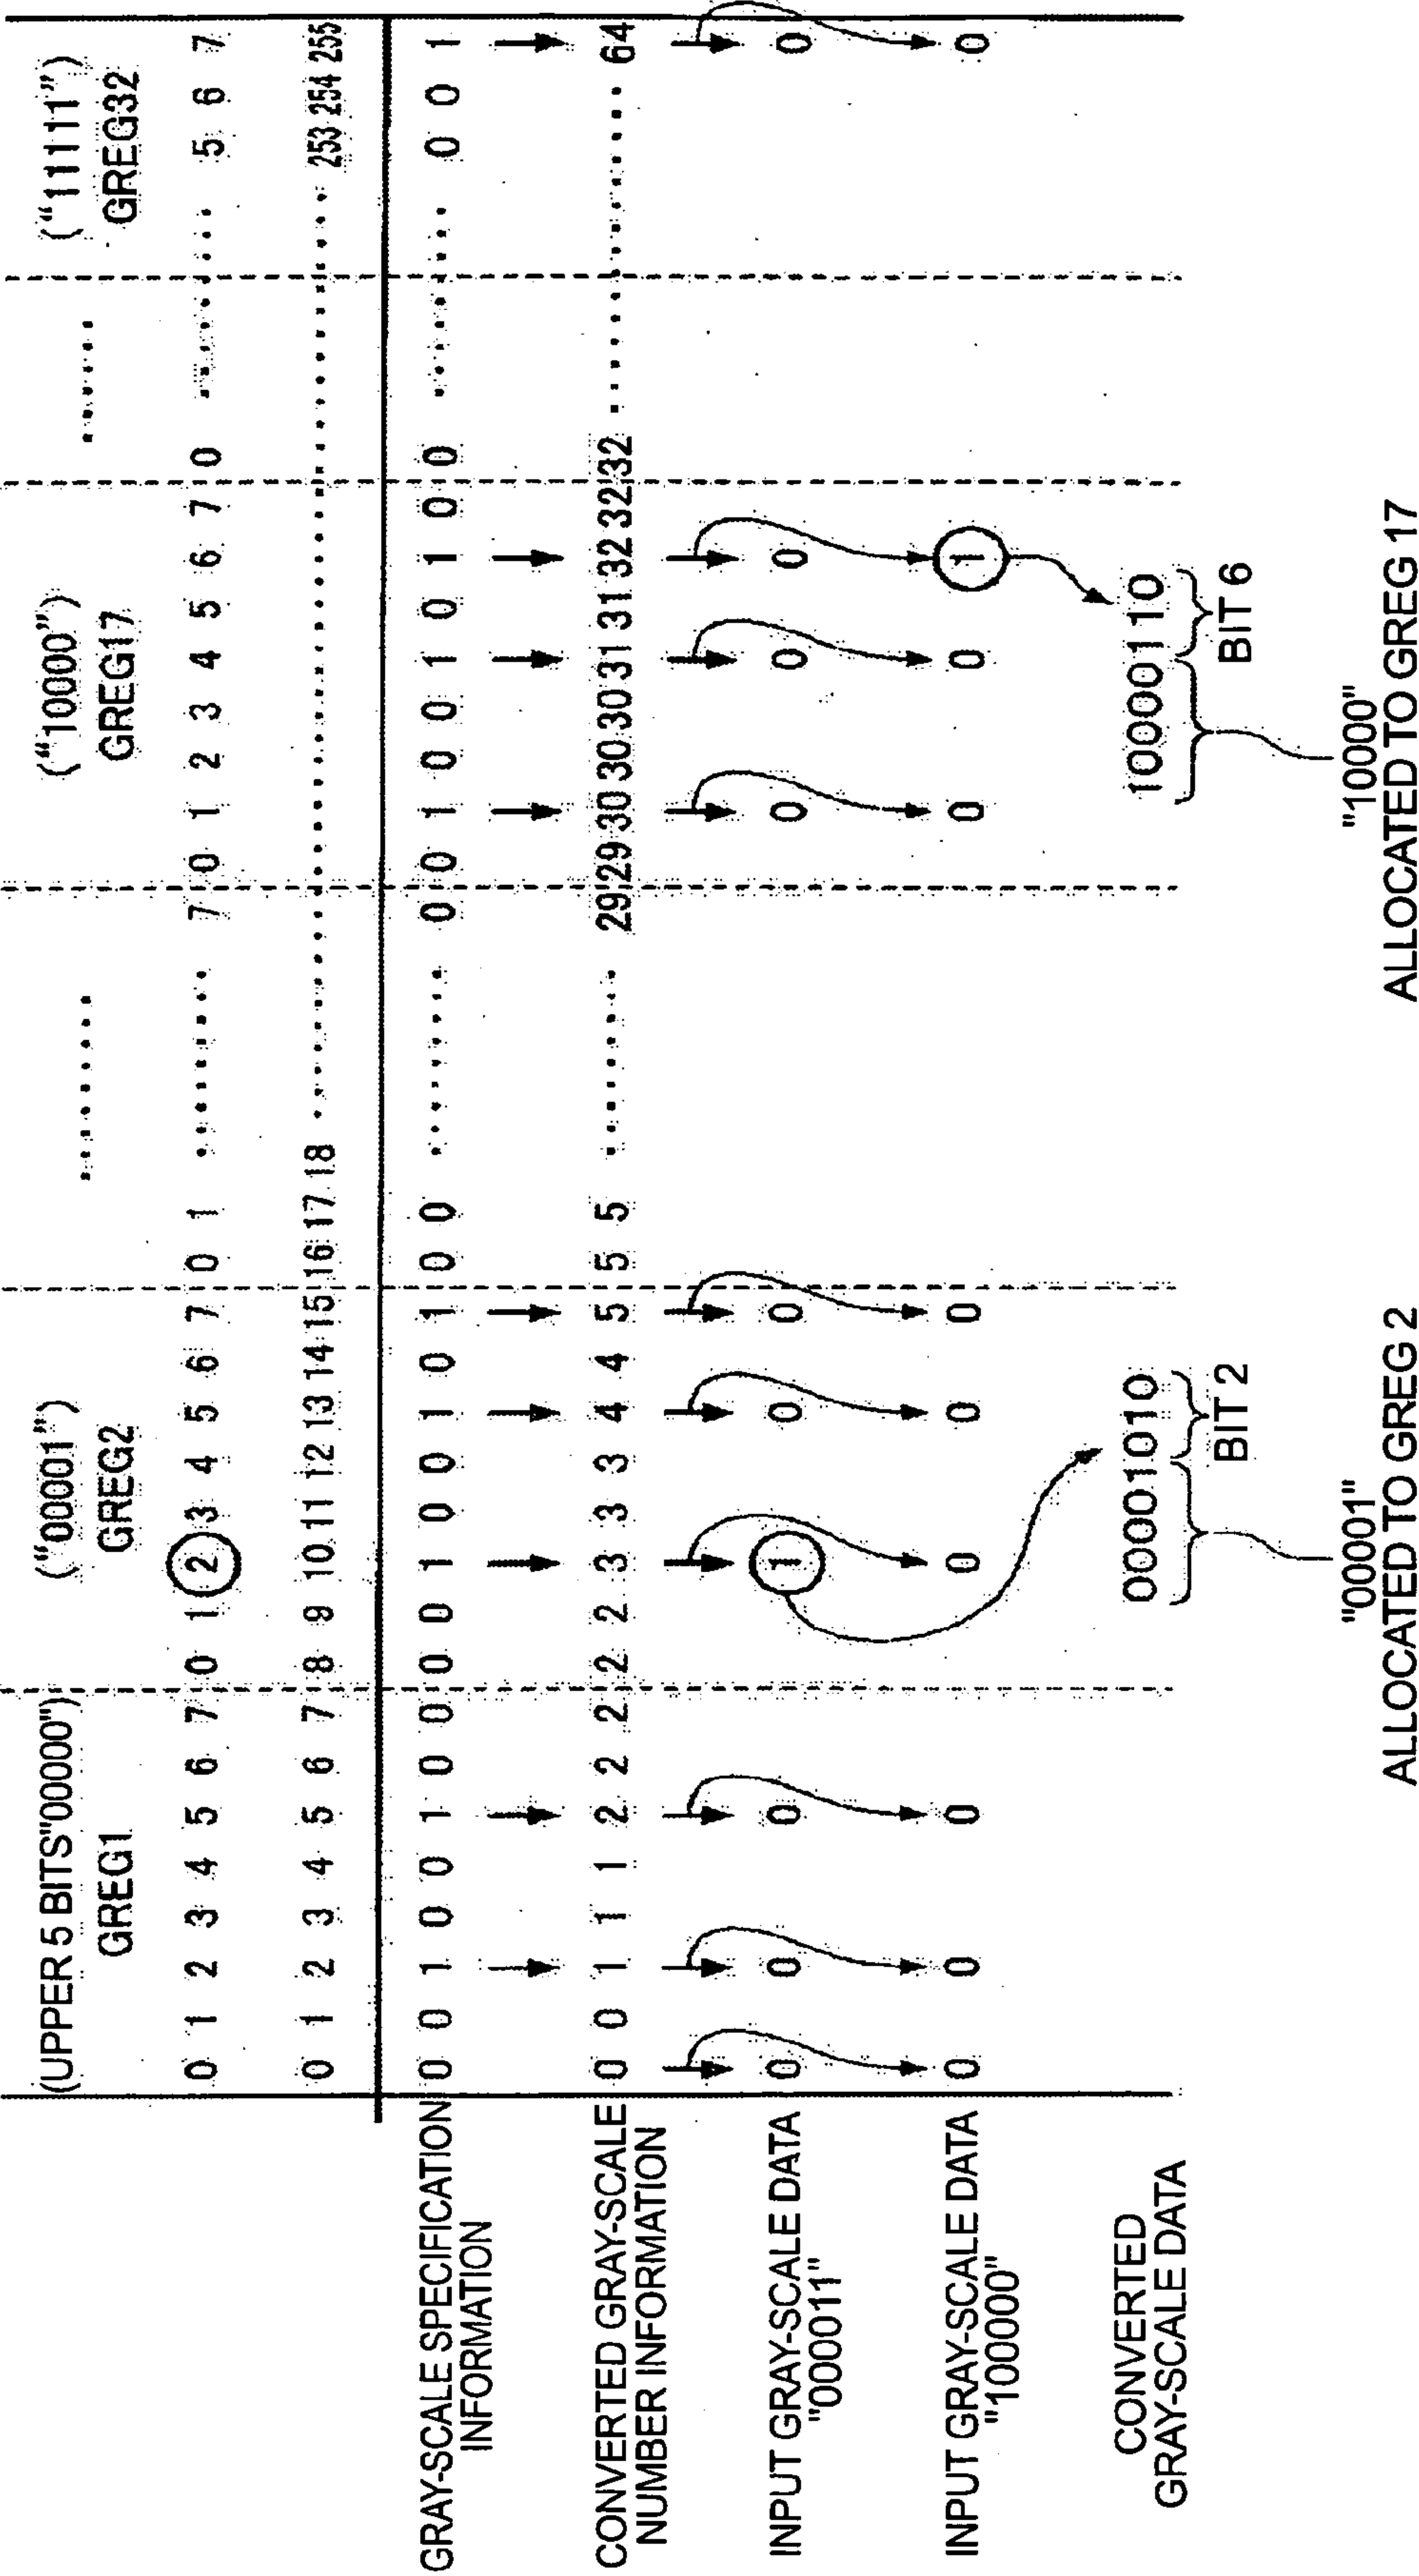 (UPPER 5 BITS"00000") ("00001") ........ ("10000") ...... ("11111")
GREG1 GREG2 GREG17 GREG32
0 1 2 3 4 5 6 7 0 1 2 3 4 5 6 7 0 1 ........ 7 0 1 2 3 4 5 6 7 0 ........ 5 6 7
0 1 2 3 4 5 6 7 8 9 10 11 12 13 14 15 16 17 18 ........ 253 254 255
GRAY-SCALE SPECIFICATION 0 0 1 0 0 1 0 0 0 0 1 0 0 1 0 1 0 0 ........ 0 0 1 0 0 1 0 1 0 0 ........ 0 0 1
INFORMATION
CONVERTED GRAY-SCALE 0 0 1 1 1 2 2 2 2 2 3 3 3 4 4 5 5 5 ........ 29 29 30 30 30 31 31 32 32 32 ........ 64
NUMBER INFORMATION
INPUT GRAY-SCALE DATA 0 0 0 1 0 0 0 0 0 0
"000011"
INPUT GRAY-SCALE DATA 0 0 0 0 0 0 0 0 1 0
"100000"
CONVERTED 00001010 10000110
GRAY-SCALE DATA
BIT 2 BIT 6
"00001" "10000"
ALLOCATED TO GREG 2 ALLOCATED TO GREG 17